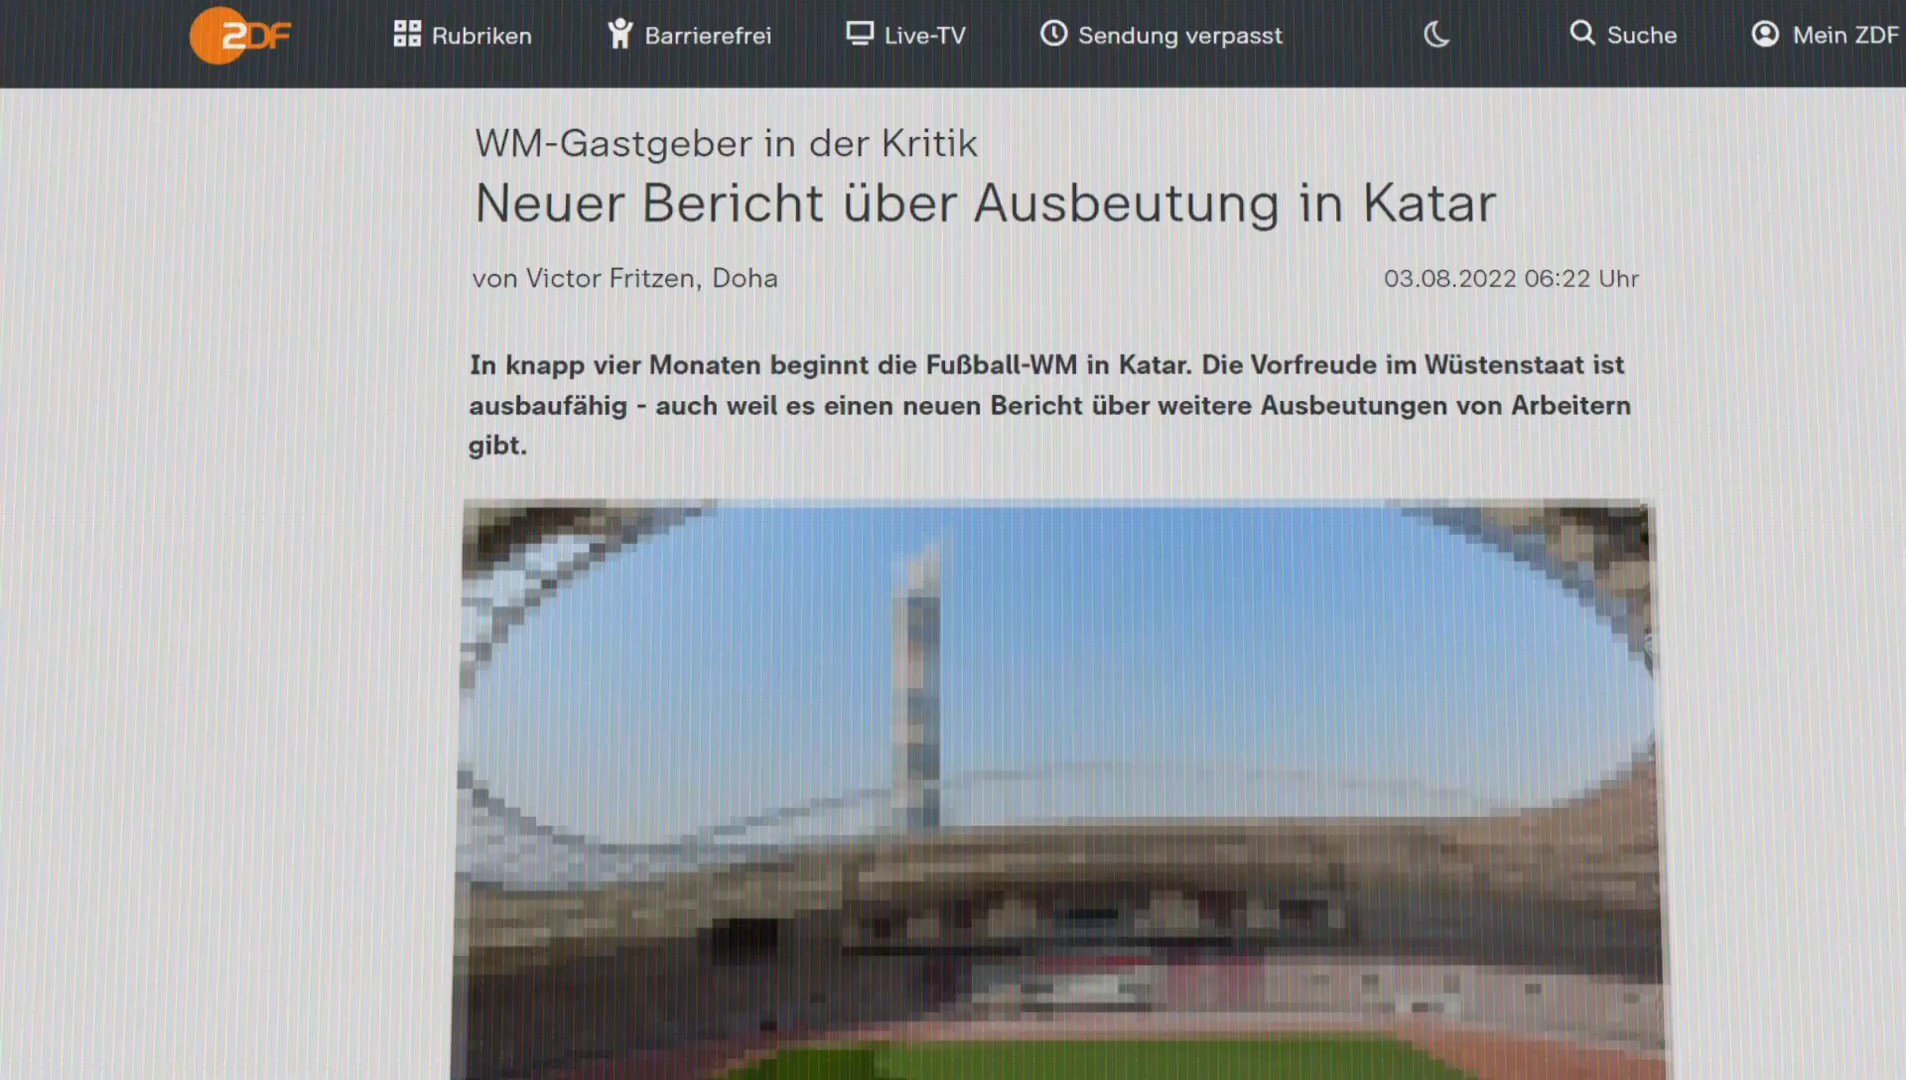 ZDF Rubriken Barrierefrei Live-TV Sendung verpasst Suche Mein ZDF
WM-Gastgeber in der Kritik
Neuer Bericht über Ausbeutung in Katar
von Victor Fritzen, Doha 03.08.2022 06:22 Uhr
In knapp vier Monaten beginnt die Fußball-WM in Katar. Die Vorfreude im Wüstenstaat ist
ausbaufähig - auch weil es einen neuen Bericht über weitere Ausbeutungen von Arbeitern
gibt.